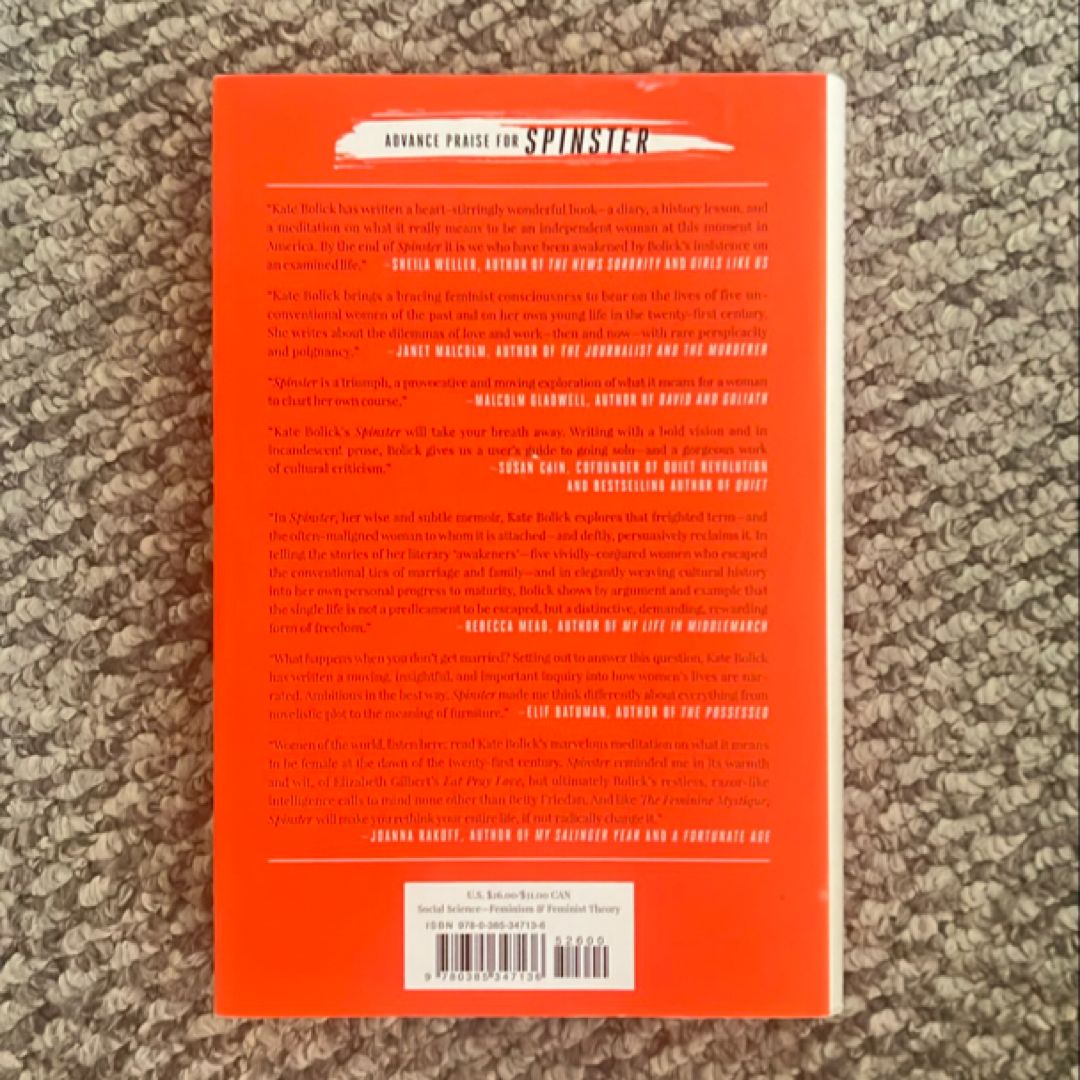 ADVANCE PRAISE FOR SPINSTER
"Kate Bolick has written a heart-stirringly wonderful book—a diary, a history lesson, and
a meditation on what it really means to be an independent woman at this moment in
America. By the end of Spinster it is we who have been awakened by Bolick's insistence on
an examined life." —SHEILA WELLER, AUTHOR OF THE NEWS SORORITY AND GIRLS LIKE US
"Kate Bolick brings a bracing feminist consciousness to bear on the lives of five un-
conventional women of the past and on her own young life in the twenty-first century.
She writes about the dilemmas of love and work—then and now—with rare perspicacity
and poignancy." —JANET MALCOLM, AUTHOR OF THE JOURNALIST AND THE MURDERER
"Spinster is a triumph, a provocative and moving exploration of what it means for a woman
to chart her own course." —MALCOLM GLADWELL, AUTHOR OF DAVID AND GOLIATH
"Kate Bolick's Spinster will take your breath away. Writing with a bold vision and in
incandescent prose, Bolick gives us a user's guide to going solo—and a gorgeous work
of cultural criticism." —SUSAN CAIN, COFOUNDER OF QUIET REVOLUTION
AND BESTSELLING AUTHOR OF QUIET
"In Spinster, her wise and subtle memoir, Kate Bolick explores that freighted term—and
the often-maligned woman to whom it is attached—and deftly, persuasively reclaims it. In
telling the stories of her literary 'awakeners'—five vividly-conjured women who escaped
the conventional ties of marriage and family—and in elegantly weaving cultural history
into her own personal progress to maturity, Bolick shows by argument and example that
the single life is not a predicament to be escaped, but a distinctive, demanding, rewarding
form of freedom." —REBECCA MEAD, AUTHOR OF MY LIFE IN MIDDLEMARCH
"What happens when you don't get married? Setting out to answer this question, Kate Bolick
has written a moving, insightful, and important inquiry into how women's lives are nar-
rated. Ambitious in the best way, Spinster made me think differently about everything from
novelistic plot to the meaning of furniture." —ELIF BATUMAN, AUTHOR OF THE POSSESSED
"Women of the world, listen here: read Kate Bolick's marvelous meditation on what it means
to be female at the dawn of the twenty-first century. Spinster reminded me in its warmth
and wit, of Elizabeth Gilbert's Eat Pray Love, but ultimately Bolick's restless, razor-like
intelligence calls to mind none other than Betty Friedan. And like The Feminine Mystique,
Spinster will make you rethink your entire life, if not radically change it."
—JOANNA RAKOFF, AUTHOR OF MY SALINGER YEAR AND A FORTUNATE AGE
U.S. $26.00/$31.00 CAN
Social Science—Feminism & Feminist Theory
ISBN 978-0-385-34713-6
52600
9 780385 347136